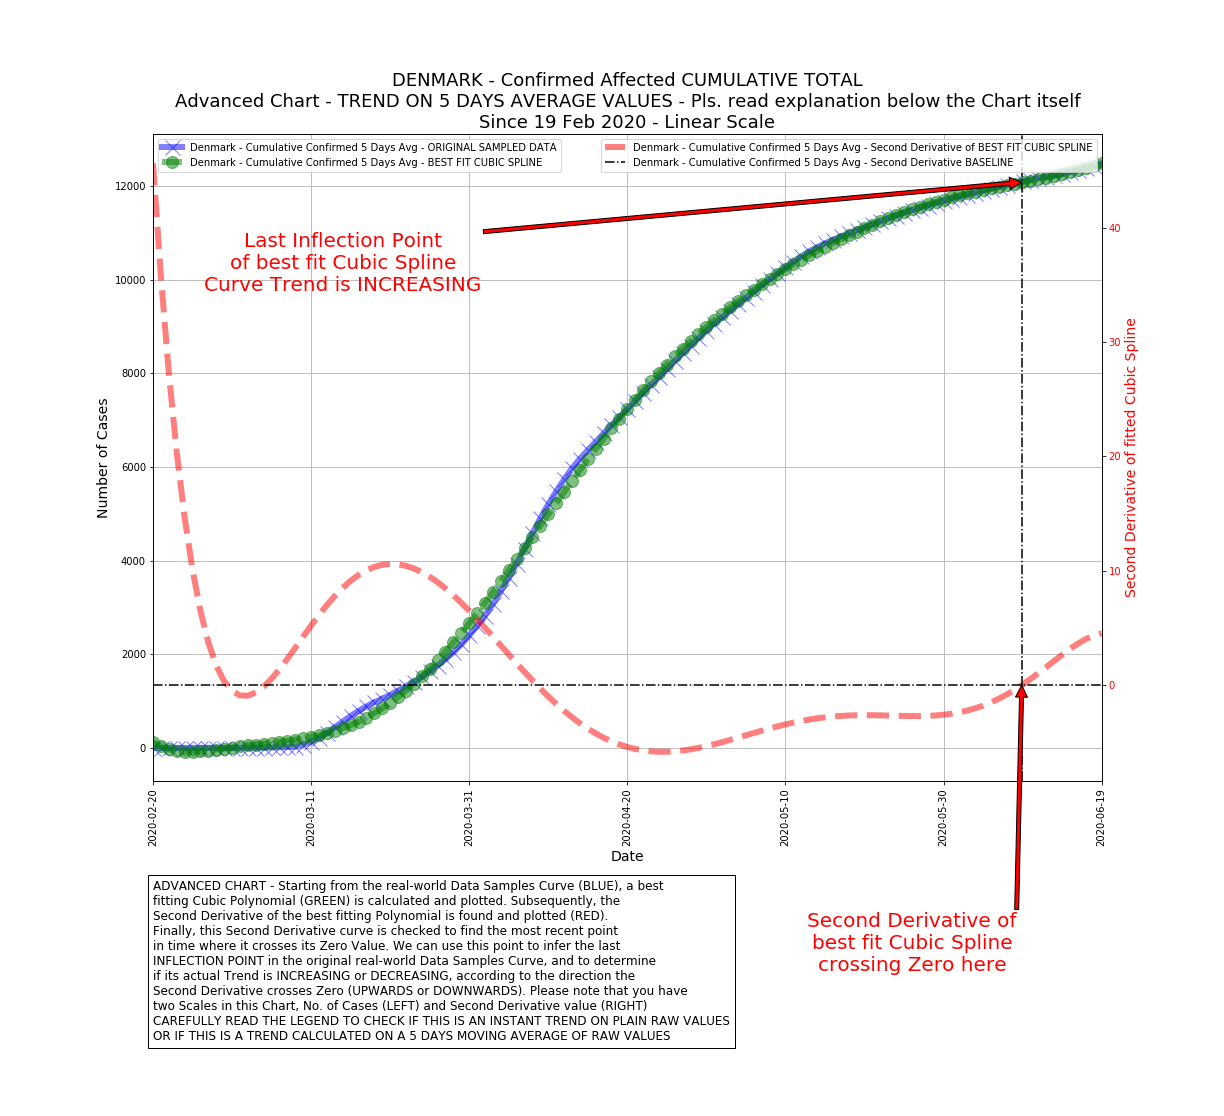 DENMARK - Confirmed Affected CUMULATIVE TOTAL
Advanced Chart - TREND ON 5 DAYS AVERAGE VALUES - Pls. read explanation below the Chart itself
Since 19 Feb 2020 - Linear Scale
Denmark - Cumulative Confirmed 5 Days Avg - ORIGINAL SAMPLED DATA
Denmark - Cumulative Confirmed 5 Days Avg - BEST FIT CUBIC SPLINE
Denmark - Cumulative Confirmed 5 Days Avg - Second Derivative of BEST FIT CUBIC SPLINE
Denmark - Cumulative Confirmed 5 Days Avg - Second Derivative BASELINE
Last Inflection Point
of best fit Cubic Spline
Curve Trend is INCREASING
Number of Cases
12000
10000
8000
6000
4000
2000
0
40
30
20
10
0
Second Derivative of fitted Cubic Spline
2020-02-20
2020-03-11
2020-03-31
2020-04-20
2020-05-10
2020-05-30
2020-06-19
Date
ADVANCED CHART - Starting from the real-world Data Samples Curve (BLUE), a best
fitting Cubic Polynomial (GREEN) is calculated and plotted. Subsequently, the
Second Derivative of the best fitting Polynomial is found and plotted (RED).
Finally, this Second Derivative curve is checked to find the most recent point
in time where it crosses its Zero Value. We can use this point to infer the last
INFLECTION POINT in the original real-world Data Samples Curve, and to determine
if its actual Trend is INCREASING or DECREASING, according to the direction the
Second Derivative crosses Zero (UPWARDS or DOWNWARDS). Please note that you have
two Scales in this Chart, No. of Cases (LEFT) and Second Derivative value (RIGHT)
CAREFULLY READ THE LEGEND TO CHECK IF THIS IS AN INSTANT TREND ON PLAIN RAW VALUES
OR IF THIS IS A TREND CALCULATED ON A 5 DAYS MOVING AVERAGE OF RAW VALUES
Second Derivative of
best fit Cubic Spline
crossing Zero here